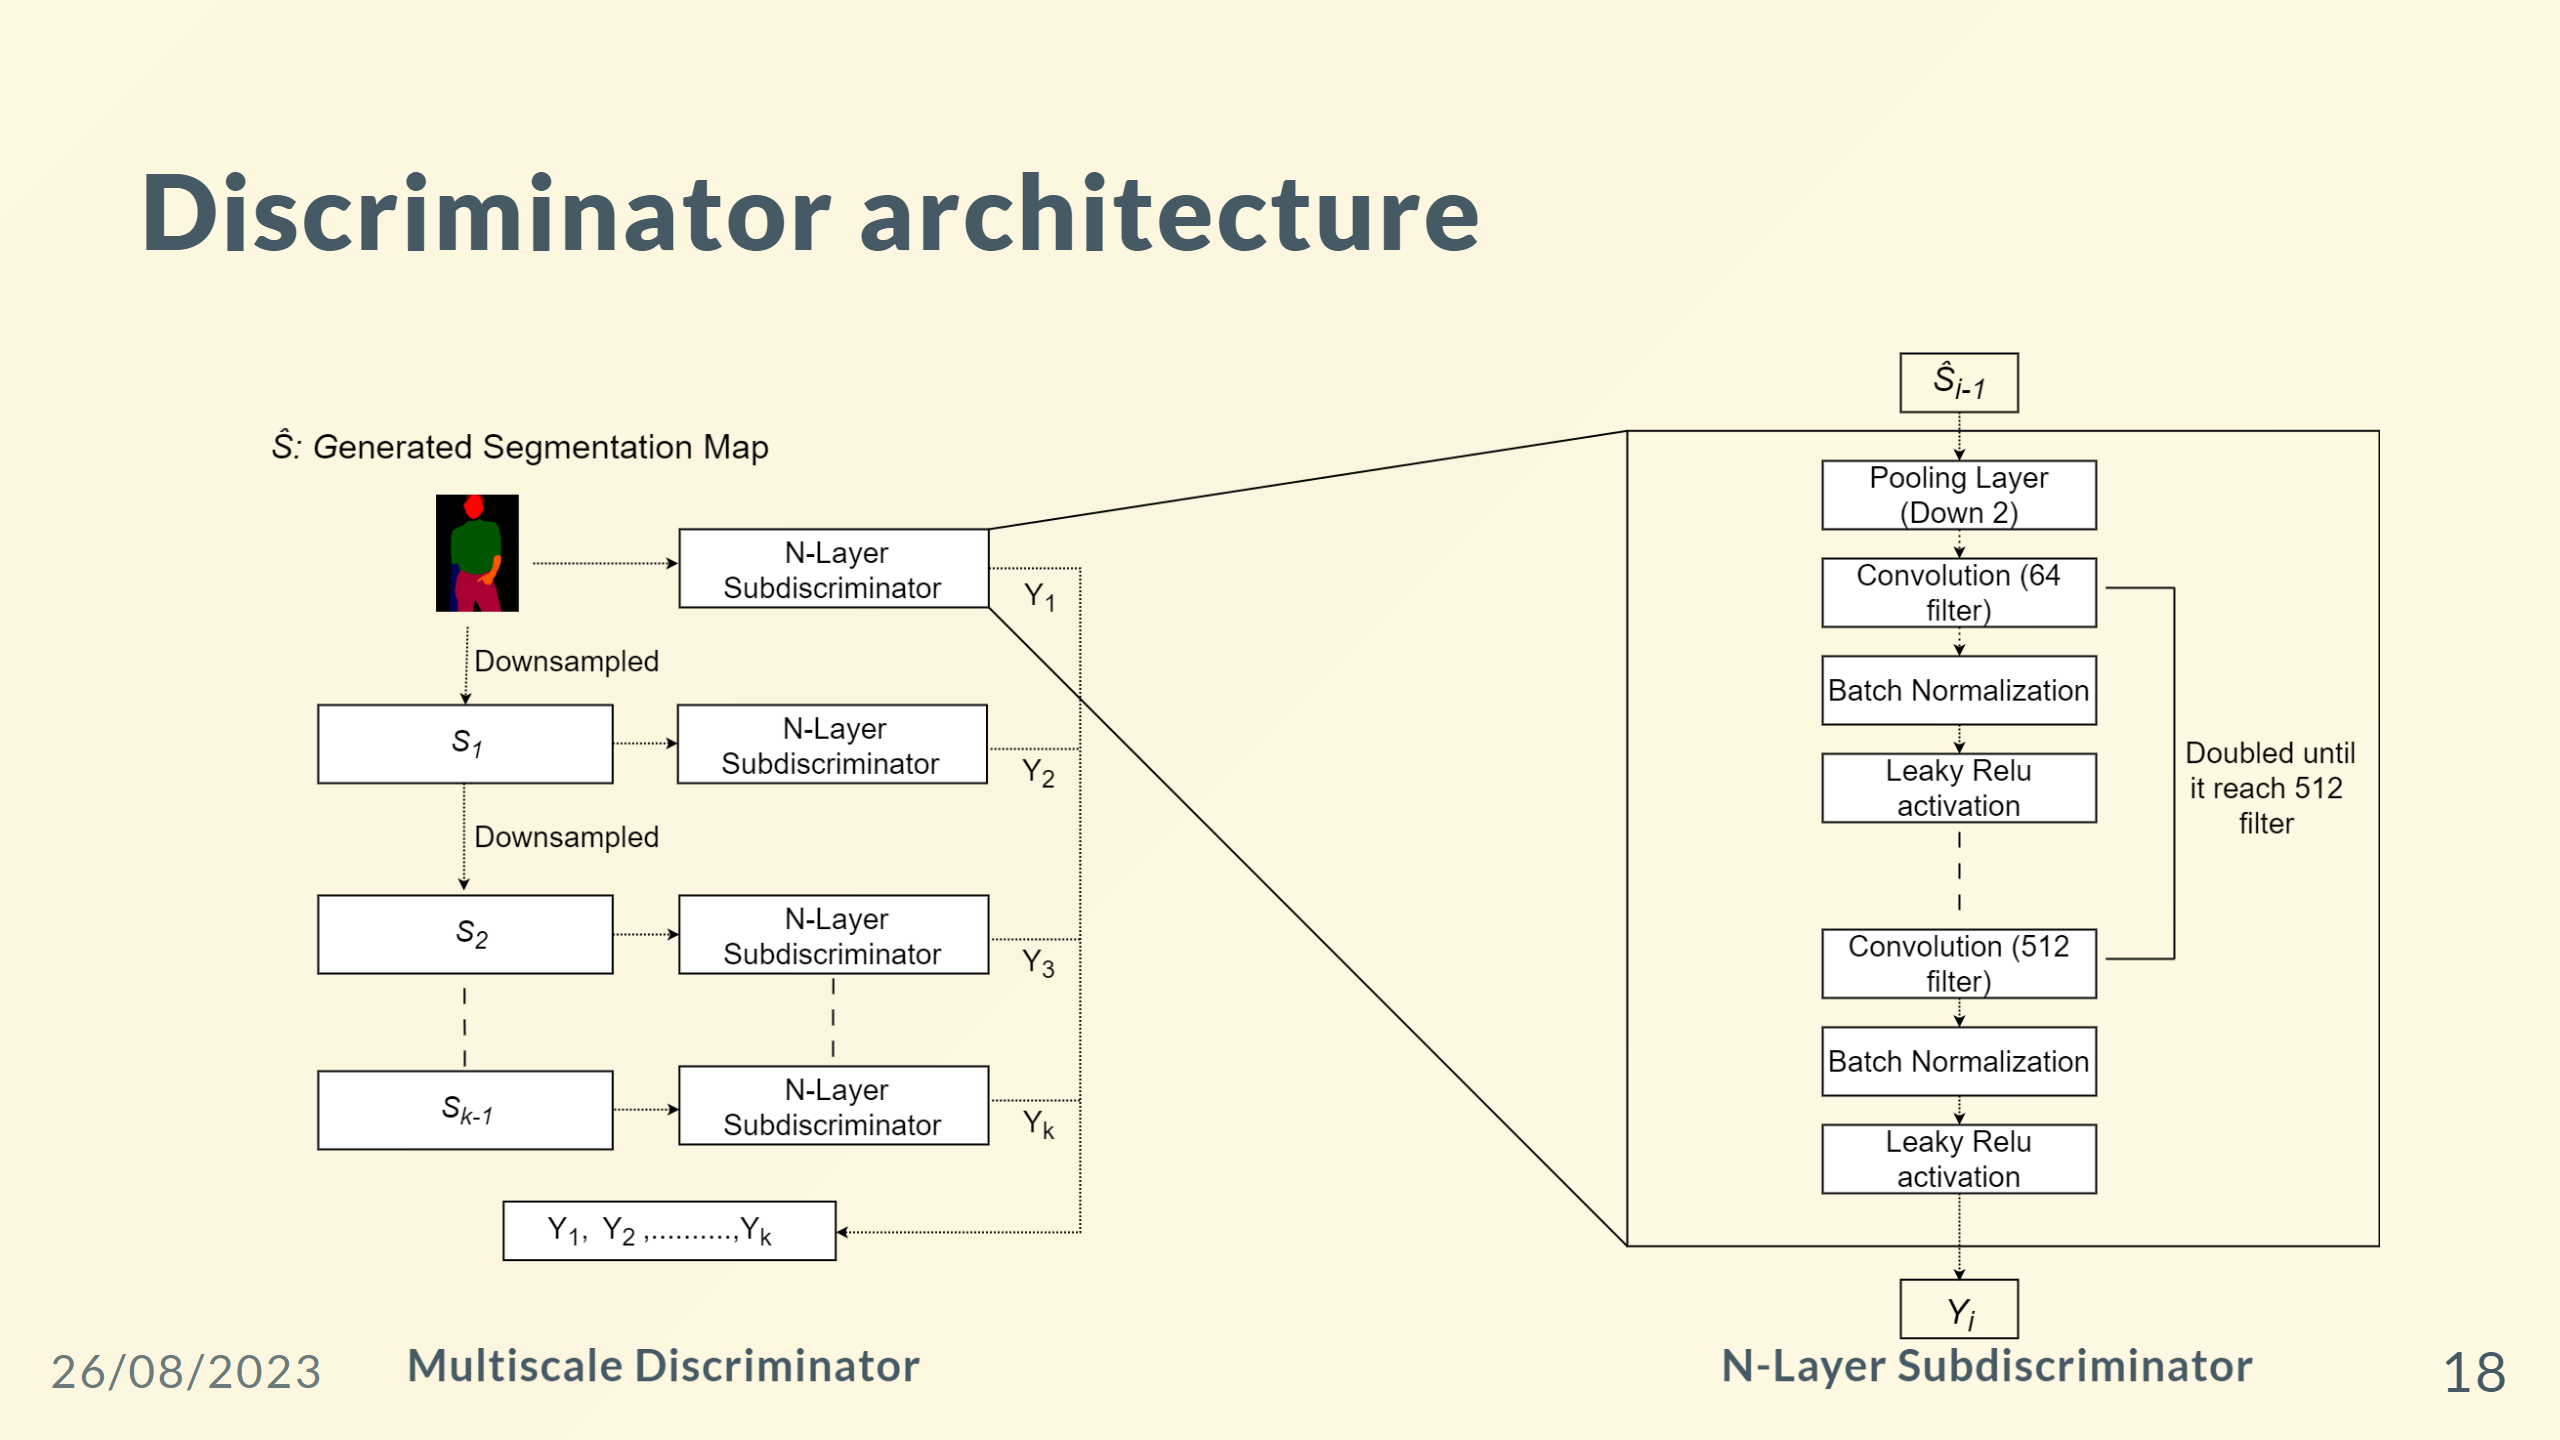 Discriminator architecture
Ŝ: Generated Segmentation Map
N-Layer
Subdiscriminator
Y1
Downsampled
S1
N-Layer
Subdiscriminator
Y2
Downsampled
S2
N-Layer
Subdiscriminator
Y3
Sk-1
N-Layer
Subdiscriminator
Yk
Y1, Y2 ,..........,Yk
Multiscale Discriminator
Ŝi-1
Pooling Layer
(Down 2)
Convolution (64
filter)
Batch Normalization
Leaky Relu
activation
Doubled until
it reach 512
filter
Convolution (512
filter)
Batch Normalization
Leaky Relu
activation
Yi
N-Layer Subdiscriminator
26/08/2023
18